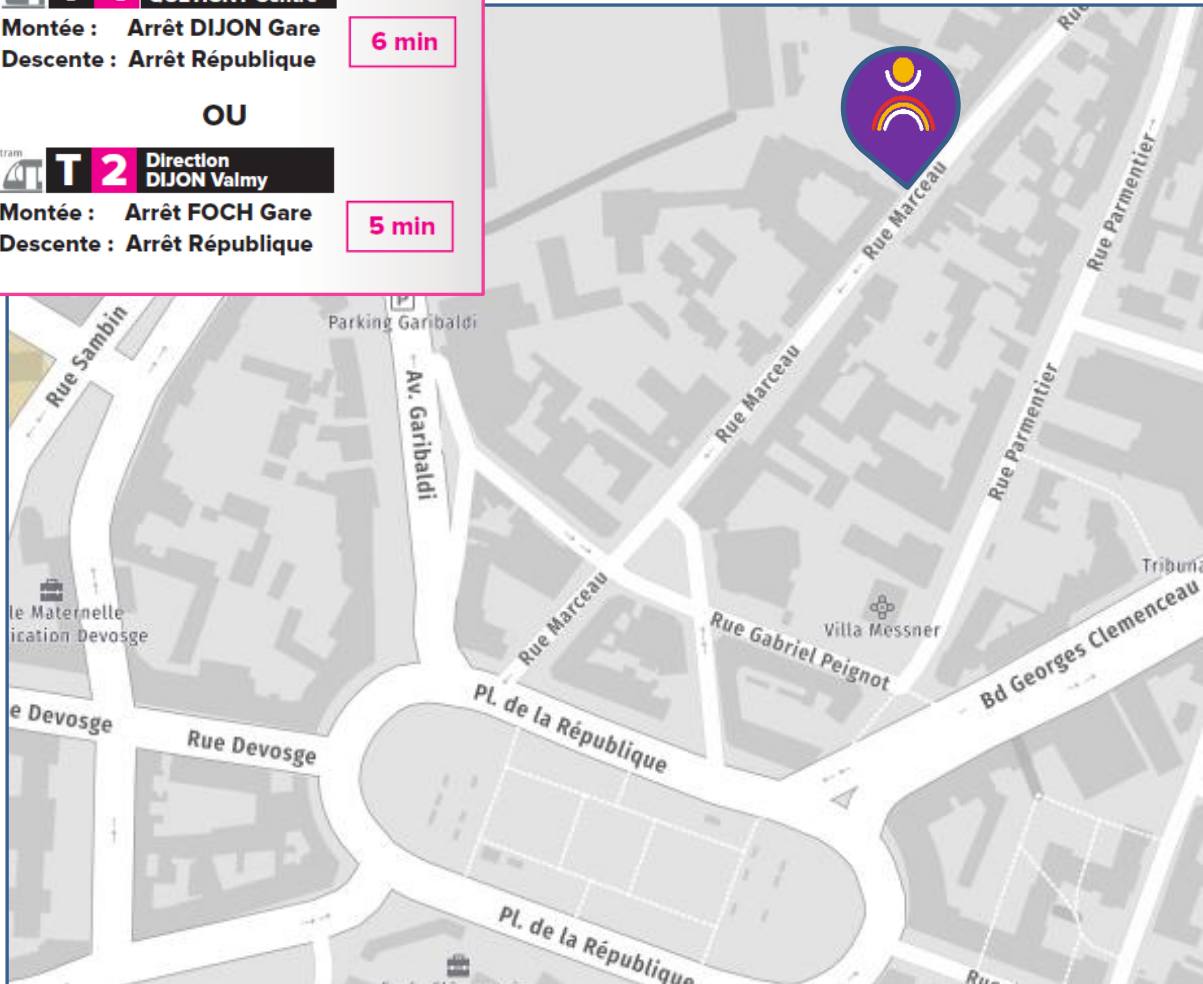 Montée : Arrêt DIJON Gare
Descente : Arrêt République
6 min
OU
tram
T 2 Direction
DIJON Valmy
Montée : Arrêt FOCH Gare
Descente : Arrêt République
5 min
Rue
Rue Marceau
Rue Parmentier
P
Parking Garibaldi
Rue Sambin
Av. Garibaldi
Rue Marceau
Rue Parmentier
Tribuna
le Maternelle
ication Devosge
Rue Marceau
Rue Gabriel Peignot
Villa Messner
Bd Georges Clemenceau
e Devosge
Rue Devosge
Pl. de la République
Pl. de la République
Rue